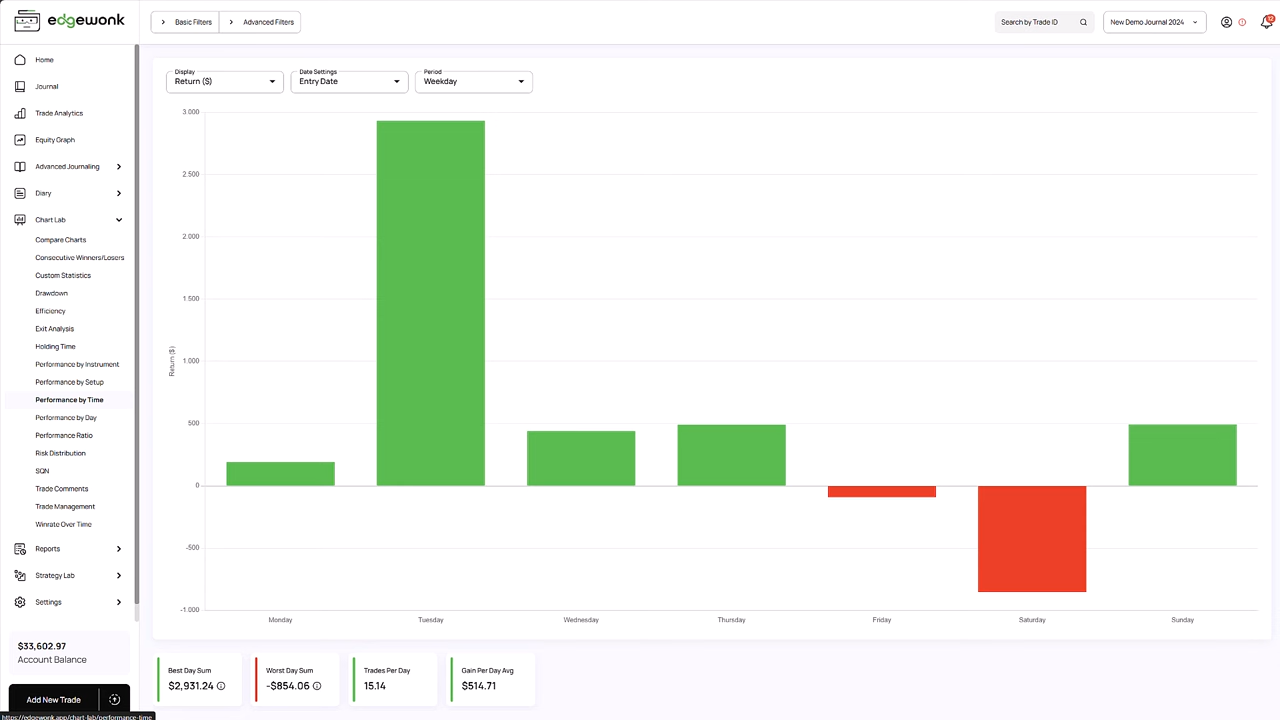 edgewonk
Basic Filters
Advanced Filters
Search by Trade ID
New Demo Journal 2024
12
Home
Journal
Trade Analytics
Equity Graph
Advanced Journaling
Diary
Chart Lab
Compare Charts
Consecutive Winners/Losers
Custom Statistics
Drawdown
Efficiency
Exit Analysis
Holding Time
Performance by Instrument
Performance by Setup
Performance by Time
Performance by Day
Performance Ratio
Risk Distribution
SQN
Trade Comments
Trade Management
Winrate Over Time
Reports
Strategy Lab
Settings
$33,602.97
Account Balance
Add New Trade
https://edgewonk.app/chart-lab/performance-time
Display
Return ($)
Date Settings
Entry Date
Period
Weekday
3 000
2 500
2 000
1 500
1 000
500
0
-500
-1 000
Return ($)
Monday Tuesday Wednesday Thursday Friday Saturday Sunday
Best Day Sum
$2,931.24
Worst Day Sum
-$854.06
Trades Per Day
15.14
Gain Per Day Avg
$514.71